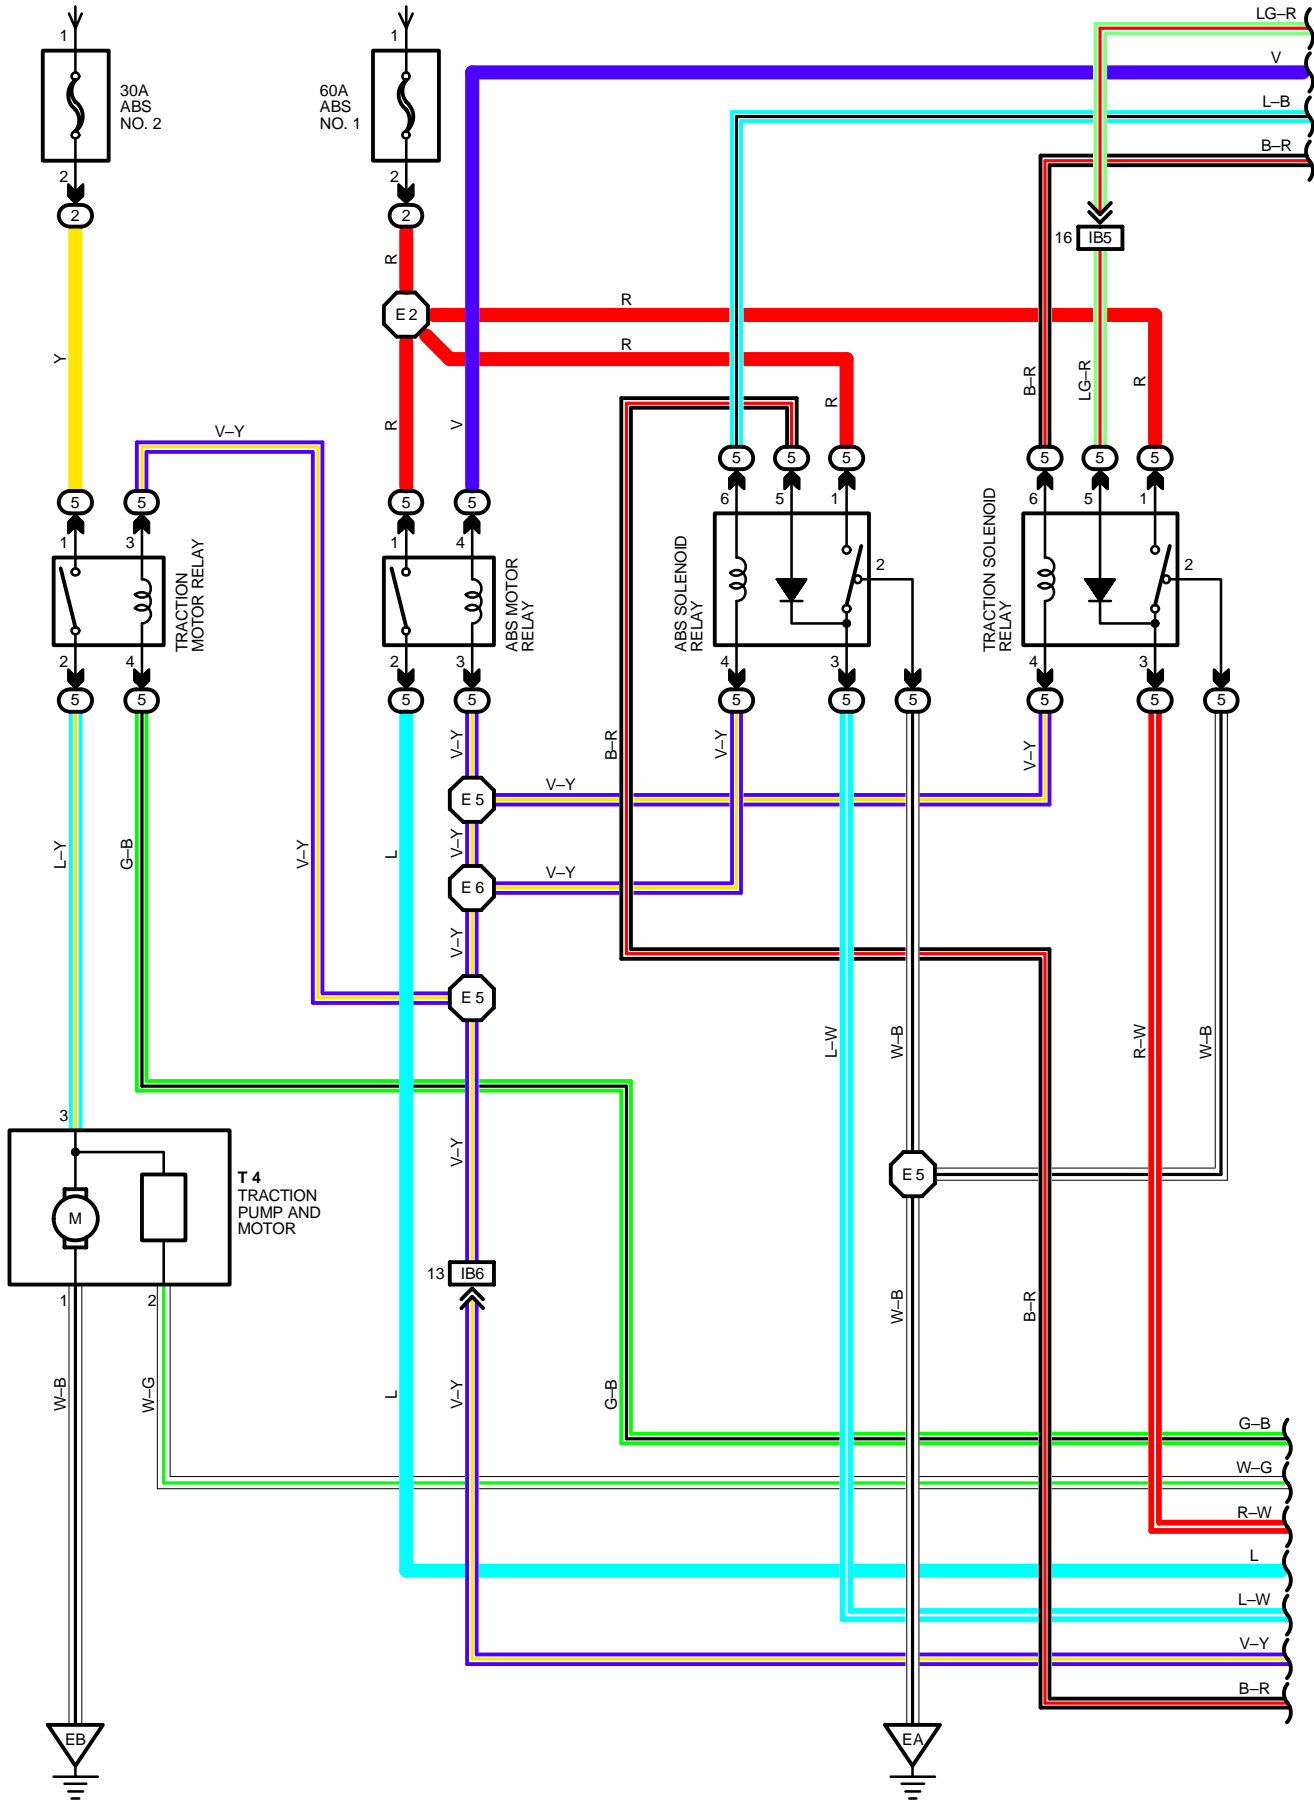 LG–R
1
1
V
30A
ABS
NO. 2
60A
ABS
NO. 1
L–B
B–R
2
2
2
2
16
IB5
R
E 2
R
R
Y
B–R
LG–R
R
R
R
V
V–Y
5
5
5
5
5
5
5
5
5
5
6
5
1
6
5
1
1
3
1
4
2
2
TRACTION
MOTOR RELAY
ABS MOTOR
RELAY
ABS SOLENOID
RELAY
TRACTION SOLENOID
RELAY
2
4
2
3
4
3
4
3
5
5
5
5
5
5
5
5
5
5
V–Y
B–R
V–Y
V–Y
E 5
V–Y
L–Y
G–B
V–Y
L
V–Y
E 6
V–Y
V–Y
E 5
L–W
W–B
R–W
W–B
3
V–Y
E 5
T 4
TRACTION
PUMP AND
MOTOR
M
13
IB6
1
2
W–B
B–R
W–B
W–G
L
V–Y
G–B
G–B
W–G
R–W
L
L–W
V–Y
B–R
EB
EA